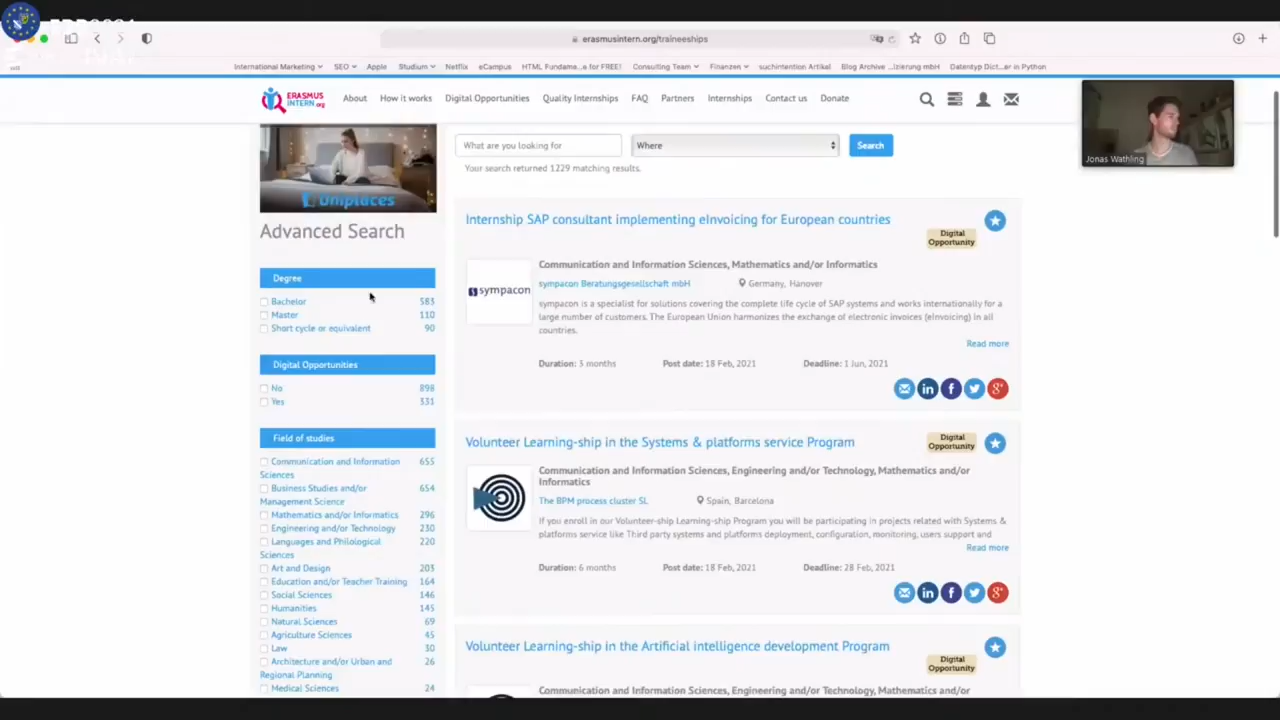 erasmusintern.org/traineeships
International Marketing SEO Apple Studium Netflix eCampus HTML Fundama...e for FREE! Consulting Team Finanzen suchintention Artikal Blog Archive ...izierung mbH Datentyp Dict...er in Python
ERASMUS INTERN.org
About How it works Digital Opportunities Quality Internships FAQ Partners Internships Contact us Donate
Jonas Wathling
Uniplaces
What are you looking for Where Search
Your search returned 1229 matching results.
Advanced Search
Degree
Bachelor 583
Master 110
Short cycle or equivalent 90
Digital Opportunities
No 898
Yes 331
Field of studies
Communication and Information 655
Sciences
Business Studies and/or 654
Management Science
Mathematics and/or Informatics 296
Engineering and/or Technology 230
Languages and Philological 220
Sciences
Art and Design 203
Education and/or Teacher Training 164
Social Sciences 146
Humanities 145
Natural Sciences 69
Agriculture Sciences 45
Law 30
Architecture and/or Urban and 26
Regional Planning
Medical Sciences 24
Internship SAP consultant implementing eInvoicing for European countries
Digital
Opportunity
Communication and Information Sciences, Mathematics and/or Informatics
sympacon
sympacon Beratungsgesellschaft mbH Germany, Hanover
sympacon is a specialist for solutions covering the complete life cycle of SAP systems and works internationally for a
large number of customers. The European Union harmonizes the exchange of electronic invoices (eInvoicing) in all
countries.
Read more
Duration: 3 months Post date: 18 Feb, 2021 Deadline: 1 Jun, 2021
Volunteer Learning-ship in the Systems & platforms service Program
Digital
Opportunity
Communication and Information Sciences, Engineering and/or Technology, Mathematics and/or
Informatics
The BPM process cluster SL Spain, Barcelona
If you enroll in our Volunteer-ship Learning-ship Program you will be participating in projects related with Systems &
platforms service like Third party systems and platforms deployment, configuration, monitoring, users support and
Read more
Duration: 6 months Post date: 18 Feb, 2021 Deadline: 28 Feb, 2021
Volunteer Learning-ship in the Artificial intelligence development Program
Digital
Opportunity
Communication and Information Sciences, Engineering and/or Technology, Mathematics and/or